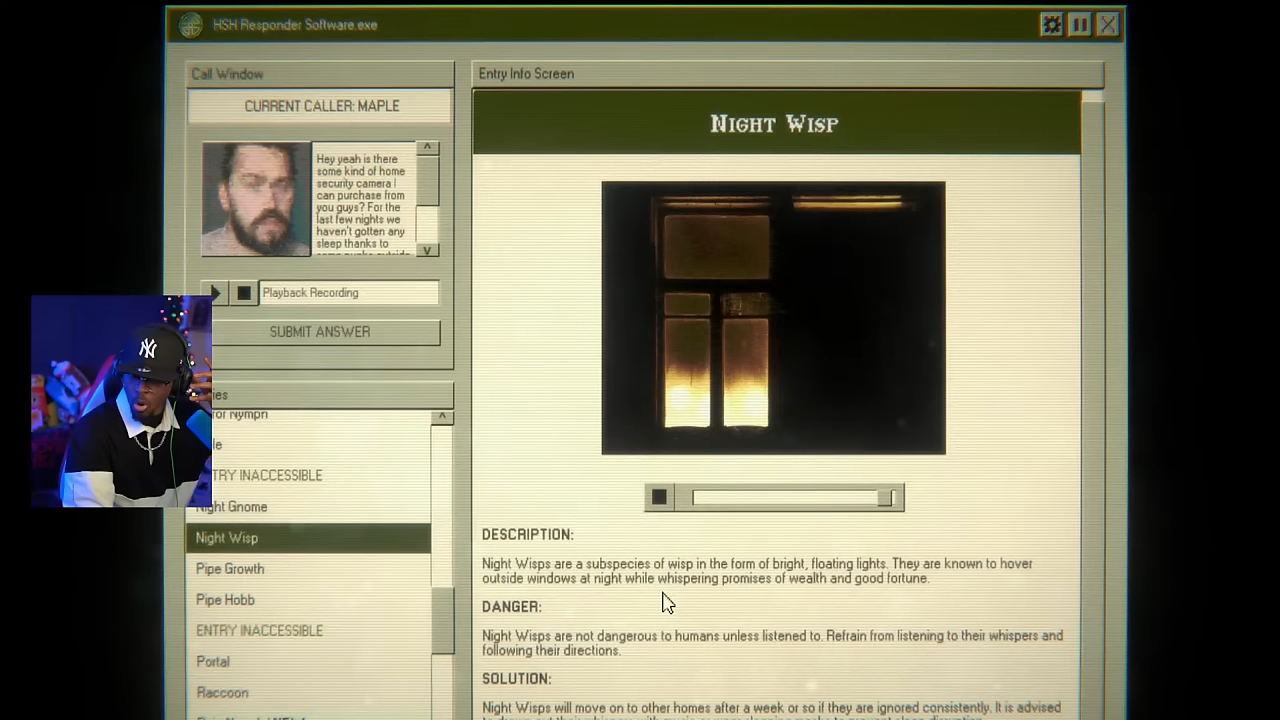 HSH Responder Software.exe
Call Window
CURRENT CALLER: MAPLE
Hey yeah is there
some kind of home
security camera I
can purchase from
you guys? For the
last few nights we
haven't gotten any
sleep thanks to
Playback Recording
SUBMIT ANSWER
ENTRY INACCESSIBLE
Night Gnome
Night Wisp
Pipe Growth
Pipe Hobb
ENTRY INACCESSIBLE
Portal
Raccoon
Entry Info Screen
Night Wisp
DESCRIPTION:
Night Wisps are a subspecies of wisp in the form of bright, floating lights. They are known to hover
outside windows at night while whispering promises of wealth and good fortune.
DANGER:
Night Wisps are not dangerous to humans unless listened to. Refrain from listening to their whispers and
following their directions.
SOLUTION:
Night Wisps will move on to other homes after a week or so if they are ignored consistently. It is advised